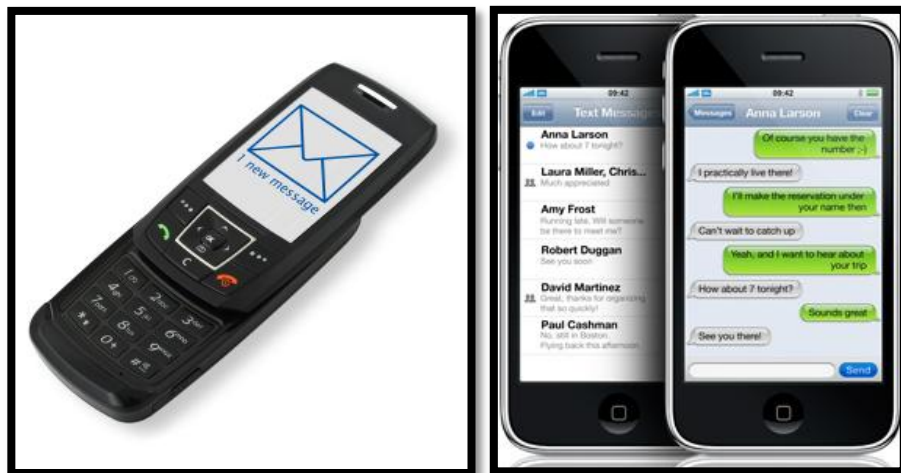 1 new message
OK
C
09:42
Edit
Text Messages
Anna Larson
How about 7 tonight?
Laura Miller, Chris...
Much appreciated
Amy Frost
Running late. Will someone
be there to meet me?
Robert Duggan
See you soon
David Martinez
Great, thanks for organizing
that so quickly!
Paul Cashman
No, still in Boston.
Flying back this afternoon.
09:42
Messages
Anna Larson
Clear
Of course you have the
number ;-)
I practically live there!
I'll make the reservation under
your name then
Can't wait to catch up
Yeah, and I want to hear about
your trip
How about 7 tonight?
Sounds great
See you there!
Send